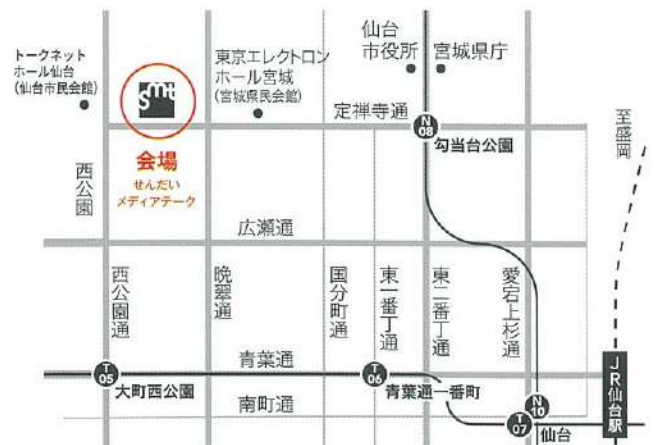 トークネット
ホール仙台
(仙台市民会館)
smt
東京エレクトロン
ホール宮城
(宮城県民会館)
仙台
市役所
宮城県庁
定禅寺通
N
08
勾当台公園
至盛岡
会場
せんだい
メディアテーク
西公園
広瀬通
西公園通
晩翠通
国分町通
東一番丁通
東二番丁通
愛宕上杉通
青葉通
T
05
大町西公園
T
06
青葉通一番町
南町通
N
10
T
07
仙台
JR仙台駅